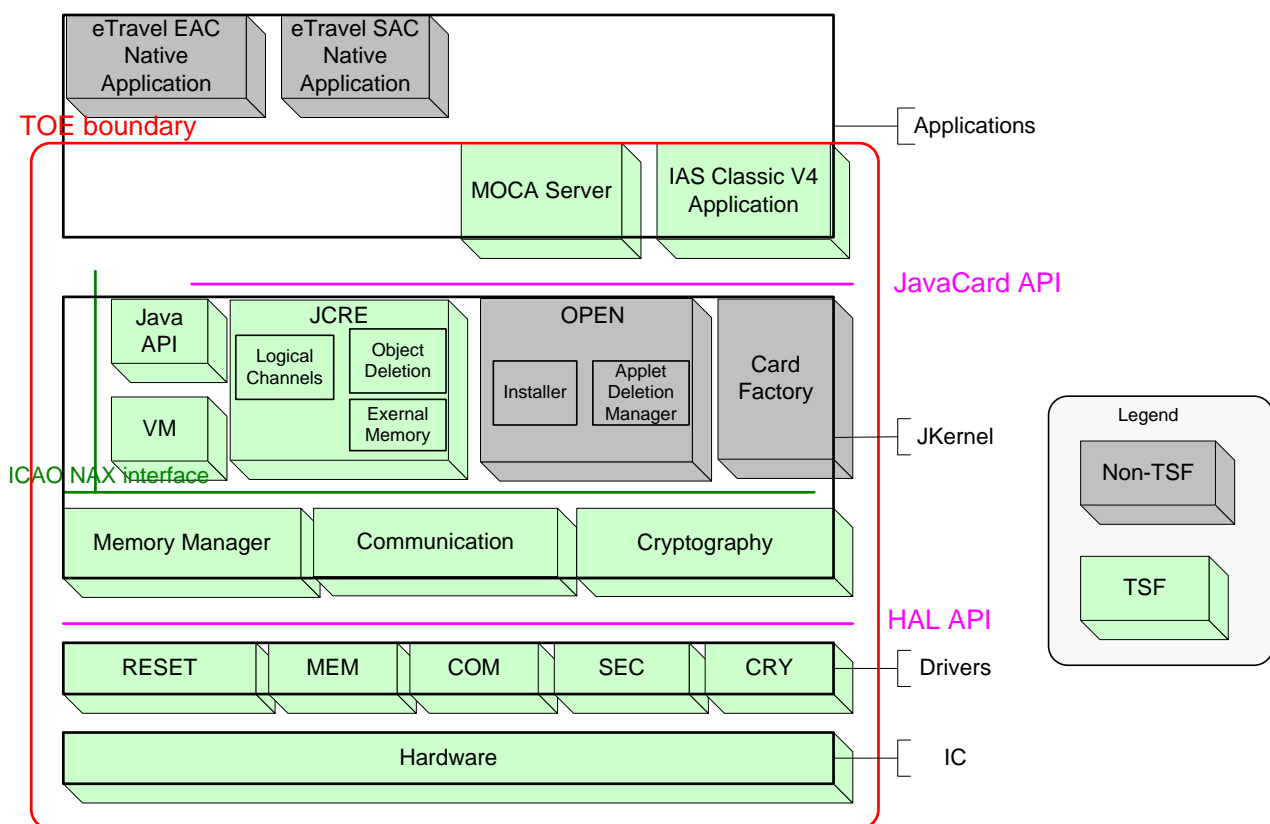 eTravel EAC
Native
Application
eTravel SAC
Native
Application
TOE boundary
Applications
MOCA Server
IAS Classic V4
Application
JavaCard API
Java
API
JCRE
Logical
Channels
Object
Deletion
Exernal
Memory
OPEN
Installer
Applet
Deletion
Manager
Card
Factory
VM
JKernel
ICAO NAX interface
Memory Manager
Communication
Cryptography
HAL API
RESET
MEM
COM
SEC
CRY
Drivers
Hardware
IC
Legend
Non-TSF
TSF